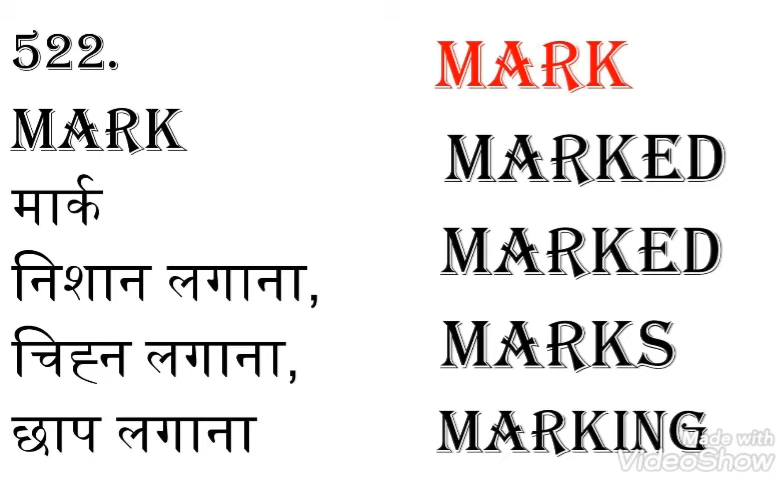 522.
MARK
मार्क
निशान लगाना,
चिह्न लगाना,
छाप लगाना
MARK
MARKED
MARKED
MARKS
MARKING
Made with
VideoShow